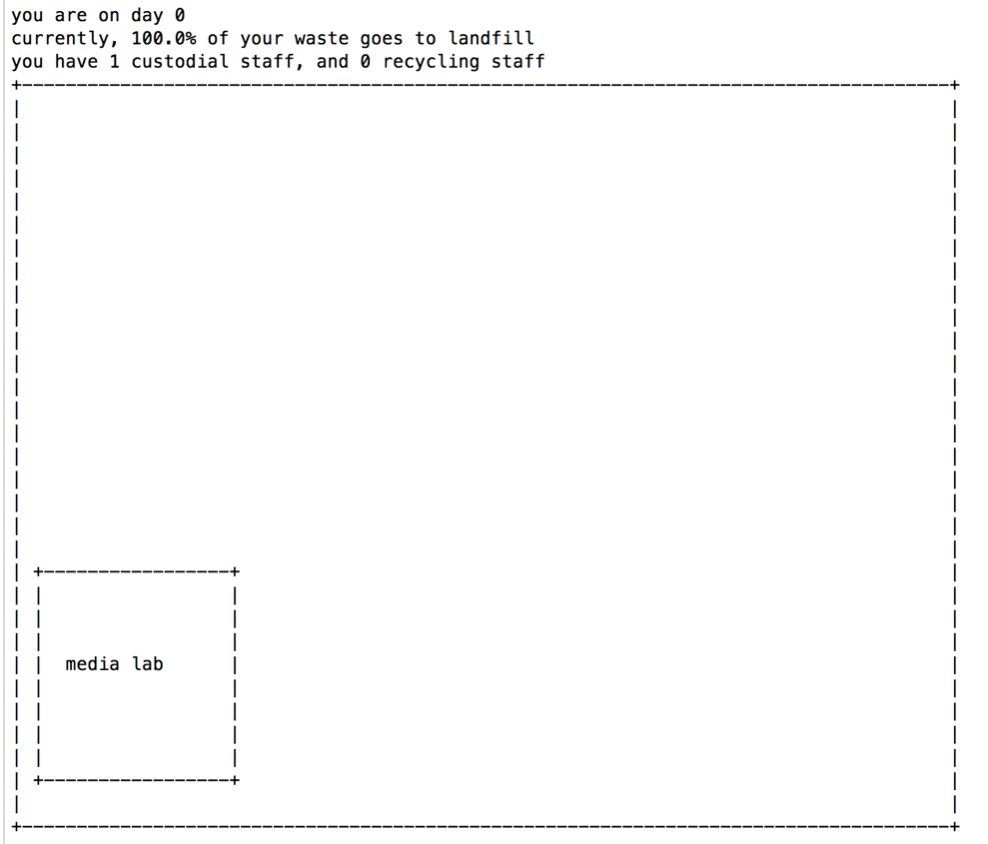 you are on day 0
currently, 100.0% of your waste goes to landfill
you have 1 custodial staff, and 0 recycling staff
media lab